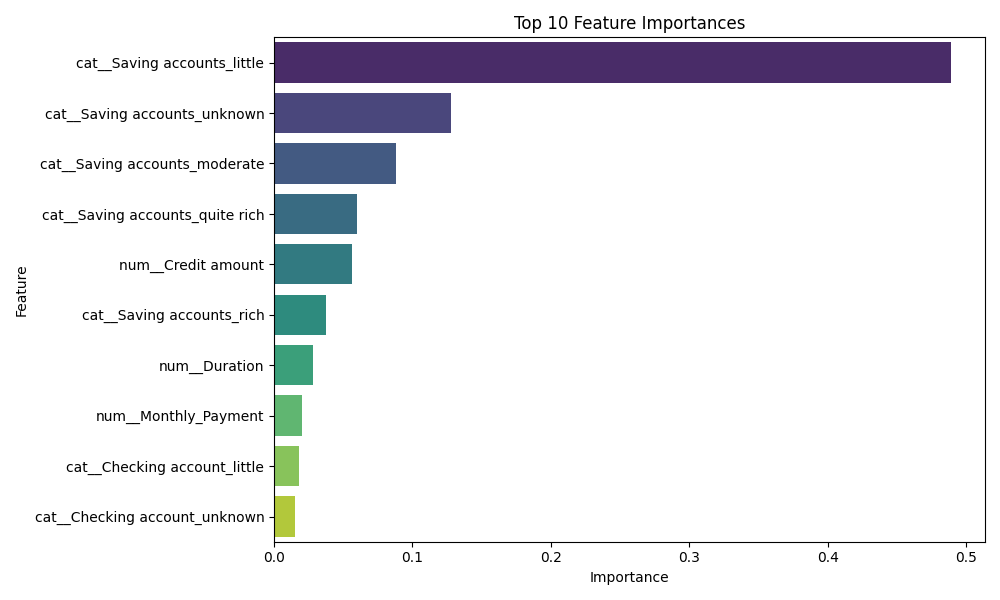 Top 10 Feature Importances
cat__Saving accounts_little
cat__Saving accounts_unknown
cat__Saving accounts_moderate
cat__Saving accounts_quite rich
num__Credit amount
cat__Saving accounts_rich
num__Duration
num__Monthly_Payment
cat__Checking account_little
cat__Checking account_unknown
Feature
0.0 0.1 0.2 0.3 0.4 0.5
Importance